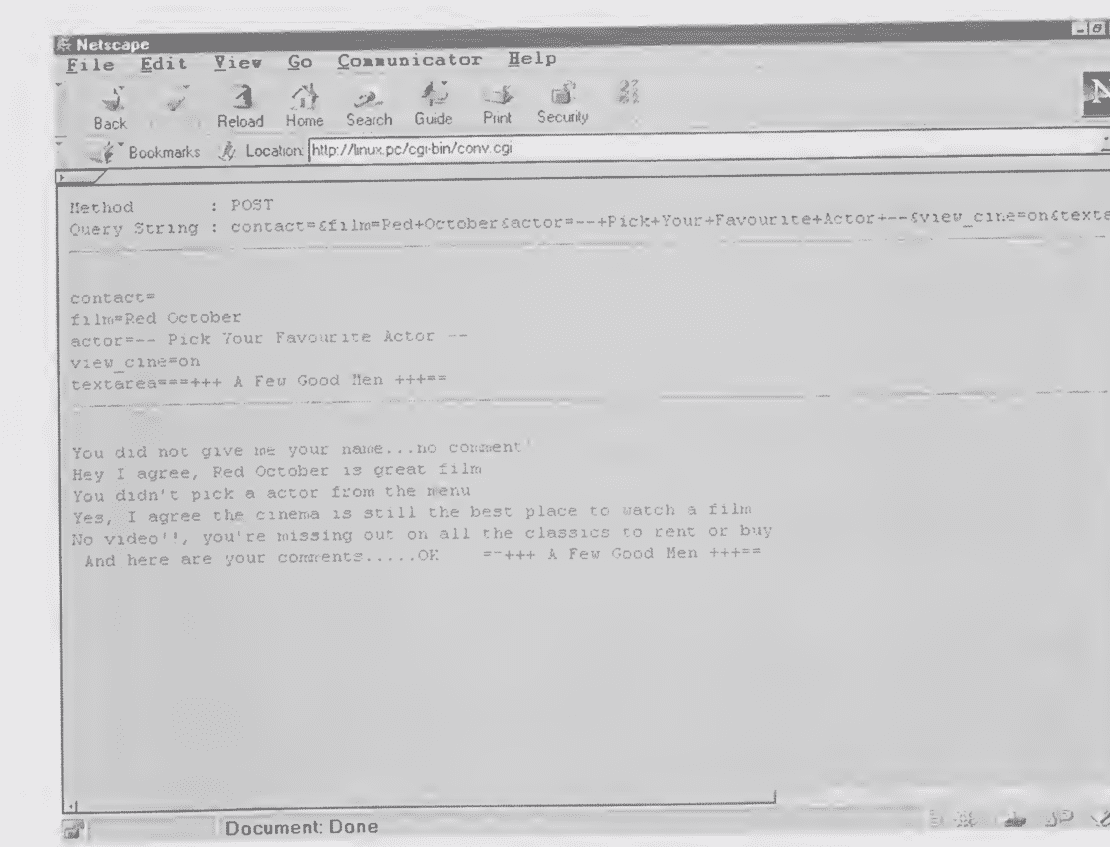 Netscape
File Edit View Go Communicator Help
Back Reload Home Search Guide Print Security
Bookmarks Location: http://linux.pc/cgi-bin/conv.cgi
Method : POST
Query String : contact=&film=Red+October&actor=--+Pick+Your+Favourite+Actor+--&view_cine=on&texta
contact=
film=Red October
actor=-- Pick Your Favourite Actor --
view_cine=on
textarea===+++ A Few Good Men +++==
You did not give me your name...no comment!
Hey I agree, Red October is great film
You didn't pick a actor from the menu
Yes, I agree the cinema is still the best place to watch a film
No video!!, you're missing out on all the classics to rent or buy
And here are your comments.....OK ==+++ A Few Good Men +++==
Document: Done